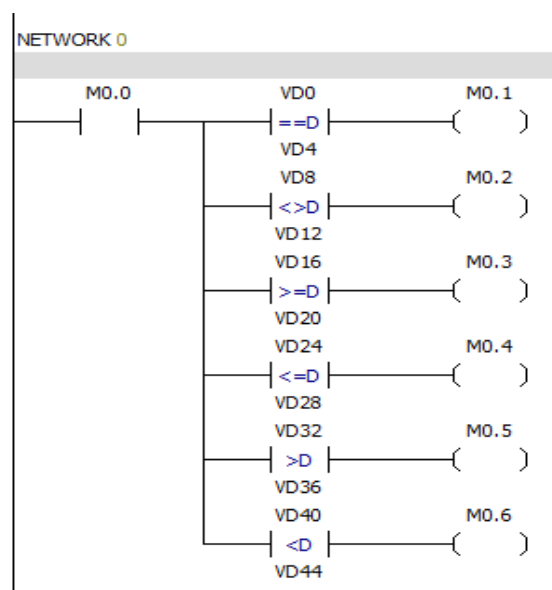 NETWORK 0
M0.0 VD0 M0.1
==D
VD4
VD8 M0.2
<>D
VD12
VD16 M0.3
>=D
VD20
VD24 M0.4
<=D
VD28
VD32 M0.5
>D
VD36
VD40 M0.6
<D
VD44